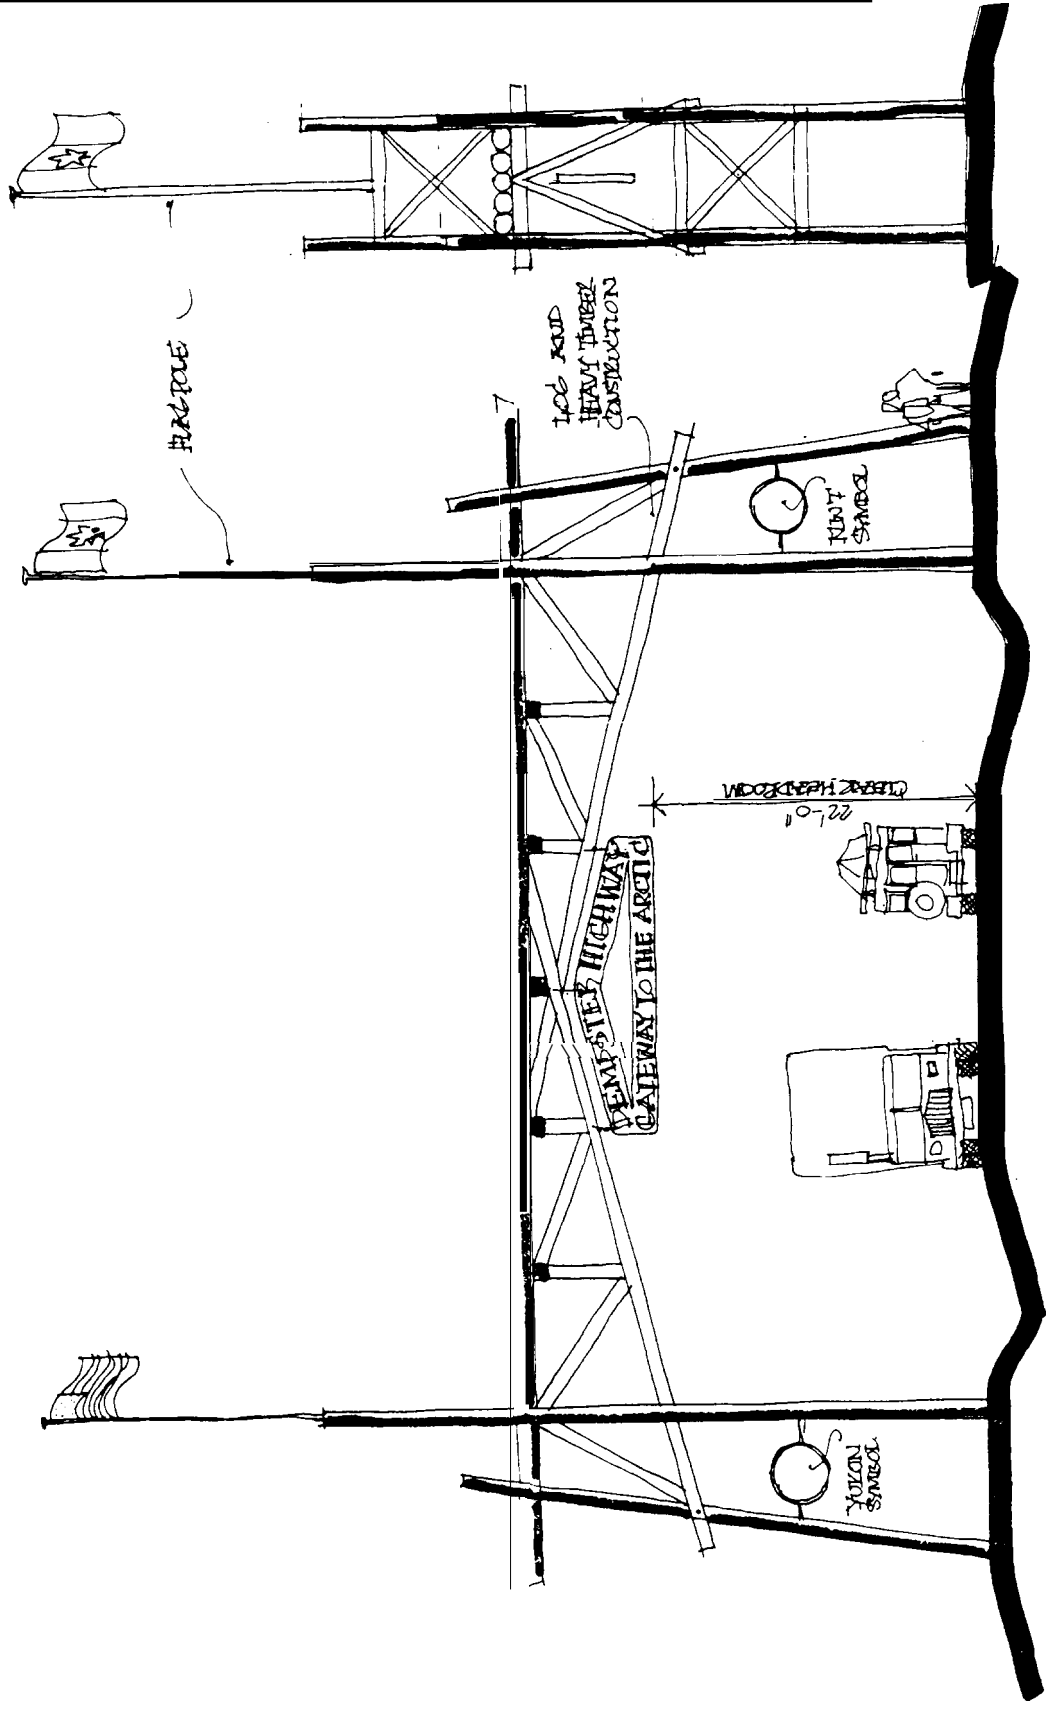 FLAGPOLE
LOG AND
HEAVY TIMBER
CONSTRUCTION
NWT
SYMBOL
DEMPSTER HIGHWAY
GATEWAY TO THE ARCTIC
22'-0"
CLEAR HEADROOM
YUKON
SYMBOL